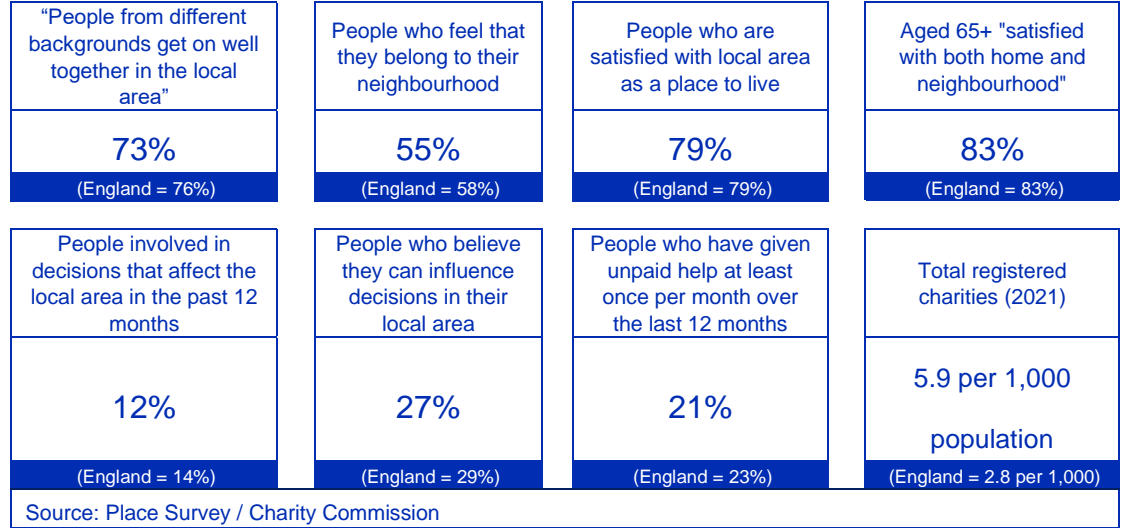 “People from different
backgrounds get on well
together in the local
area”
73%
(England = 76%)
People who feel that
they belong to their
neighbourhood
55%
(England = 58%)
People who are
satisfied with local area
as a place to live
79%
(England = 79%)
Aged 65+ "satisfied
with both home and
neighbourhood"
83%
(England = 83%)
People involved in
decisions that affect the
local area in the past 12
months
12%
(England = 14%)
People who believe
they can influence
decisions in their
local area
27%
(England = 29%)
People who have given
unpaid help at least
once per month over
the last 12 months
21%
(England = 23%)
Total registered
charities (2021)
5.9 per 1,000
population
(England = 2.8 per 1,000)
Source: Place Survey / Charity Commission